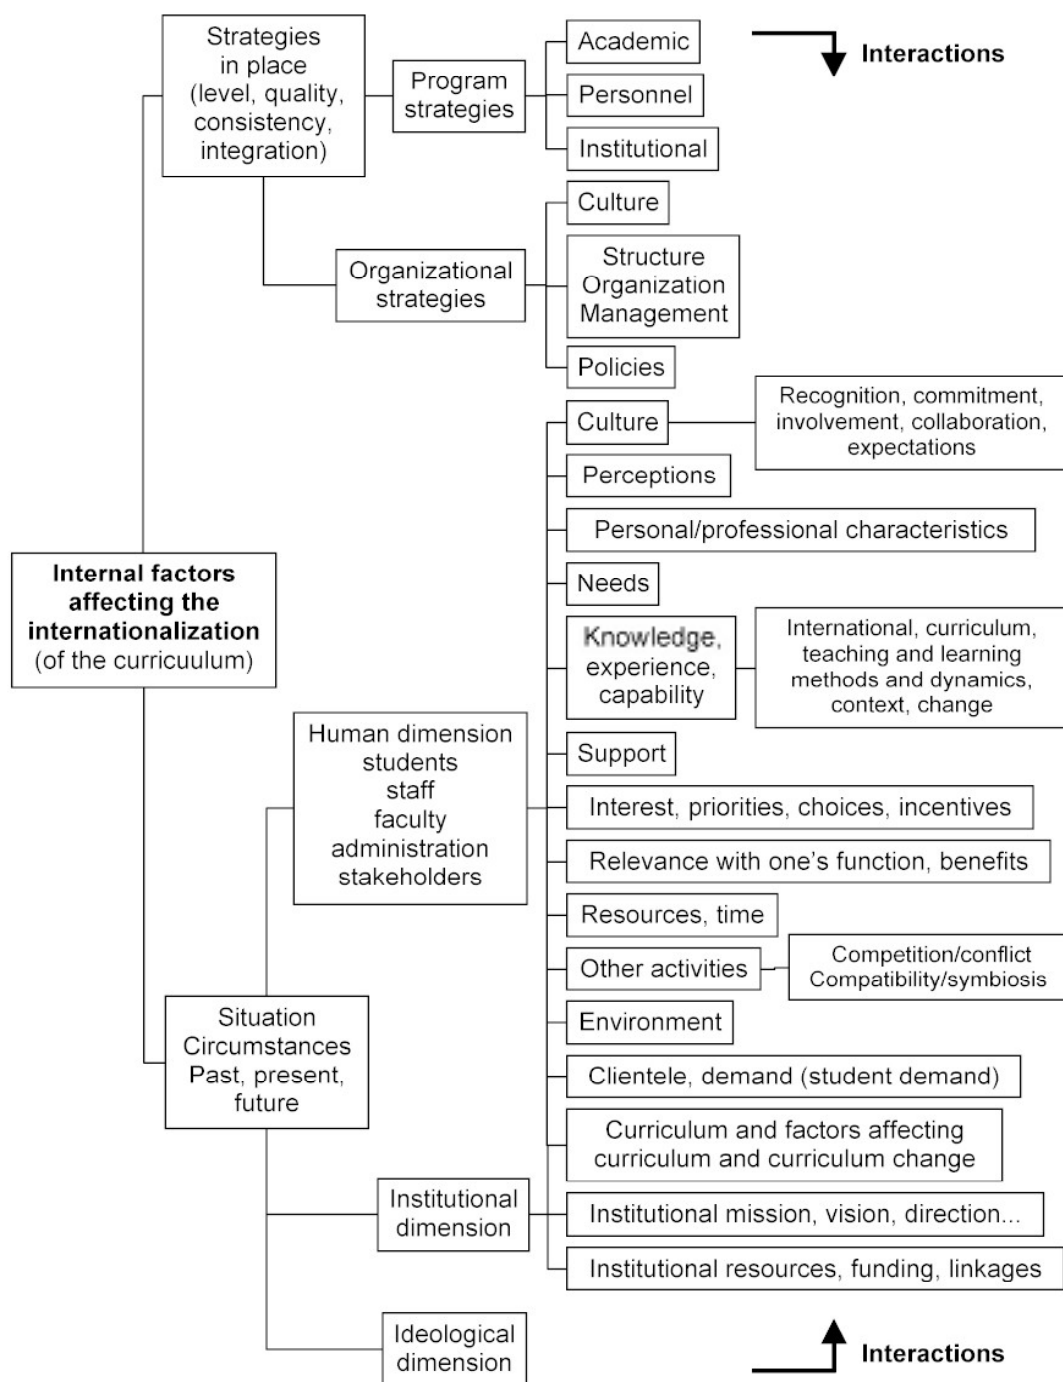 Strategies
in place
(level, quality,
consistency,
integration)
Program
strategies
Academic
Personnel
Institutional
Interactions
Organizational
strategies
Culture
Structure
Organization
Management
Policies
Internal factors
affecting the
internationalization
(of the curricuulum)
Situation
Circumstances
Past, present,
future
Human dimension
students
staff
faculty
administration
stakeholders
Culture
Recognition, commitment,
involvement, collaboration,
expectations
Perceptions
Personal/professional characteristics
Needs
Knowledge,
experience,
capability
International, curriculum,
teaching and learning
methods and dynamics,
context, change
Support
Interest, priorities, choices, incentives
Relevance with one’s function, benefits
Resources, time
Other activities
Competition/conflict
Compatibility/symbiosis
Environment
Clientele, demand (student demand)
Curriculum and factors affecting
curriculum and curriculum change
Institutional
dimension
Institutional mission, vision, direction...
Institutional resources, funding, linkages
Ideological
dimension
Interactions